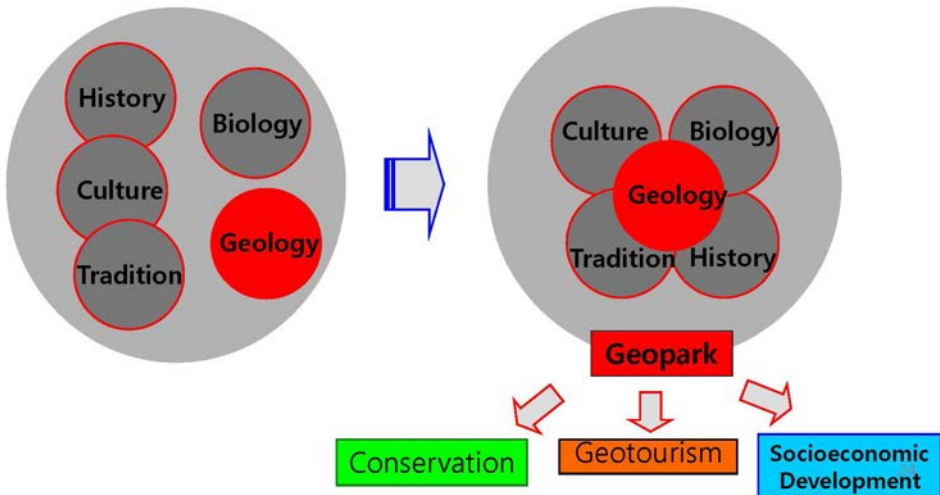 History
Biology
Culture
Geology
Tradition
Culture
Biology
Geology
Tradition
History
Geopark
Conservation
Geotourism
Socioeconomic
Development